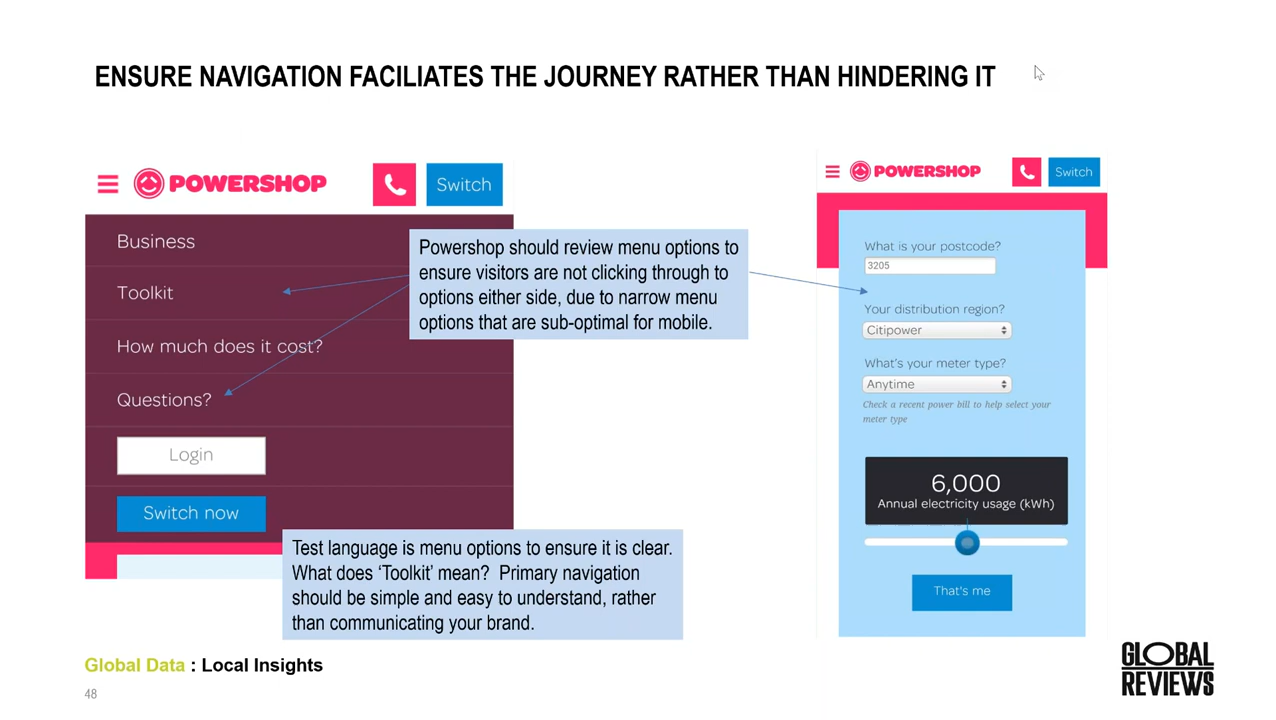 ENSURE NAVIGATION FACILIATES THE JOURNEY RATHER THAN HINDERING IT
POWERSHOP
Switch
Business
Toolkit
How much does it cost?
Questions?
Login
Switch now
Powershop should review menu options to
ensure visitors are not clicking through to
options either side, due to narrow menu
options that are sub-optimal for mobile.
Test language is menu options to ensure it is clear.
What does ‘Toolkit’ mean? Primary navigation
should be simple and easy to understand, rather
than communicating your brand.
POWERSHOP
Switch
What is your postcode?
3205
Your distribution region?
Citipower
What's your meter type?
Anytime
Check a recent power bill to help select your
meter type
6,000
Annual electricity usage (kWh)
That's me
Global Data : Local Insights
48
GLOBAL
REVIEWS